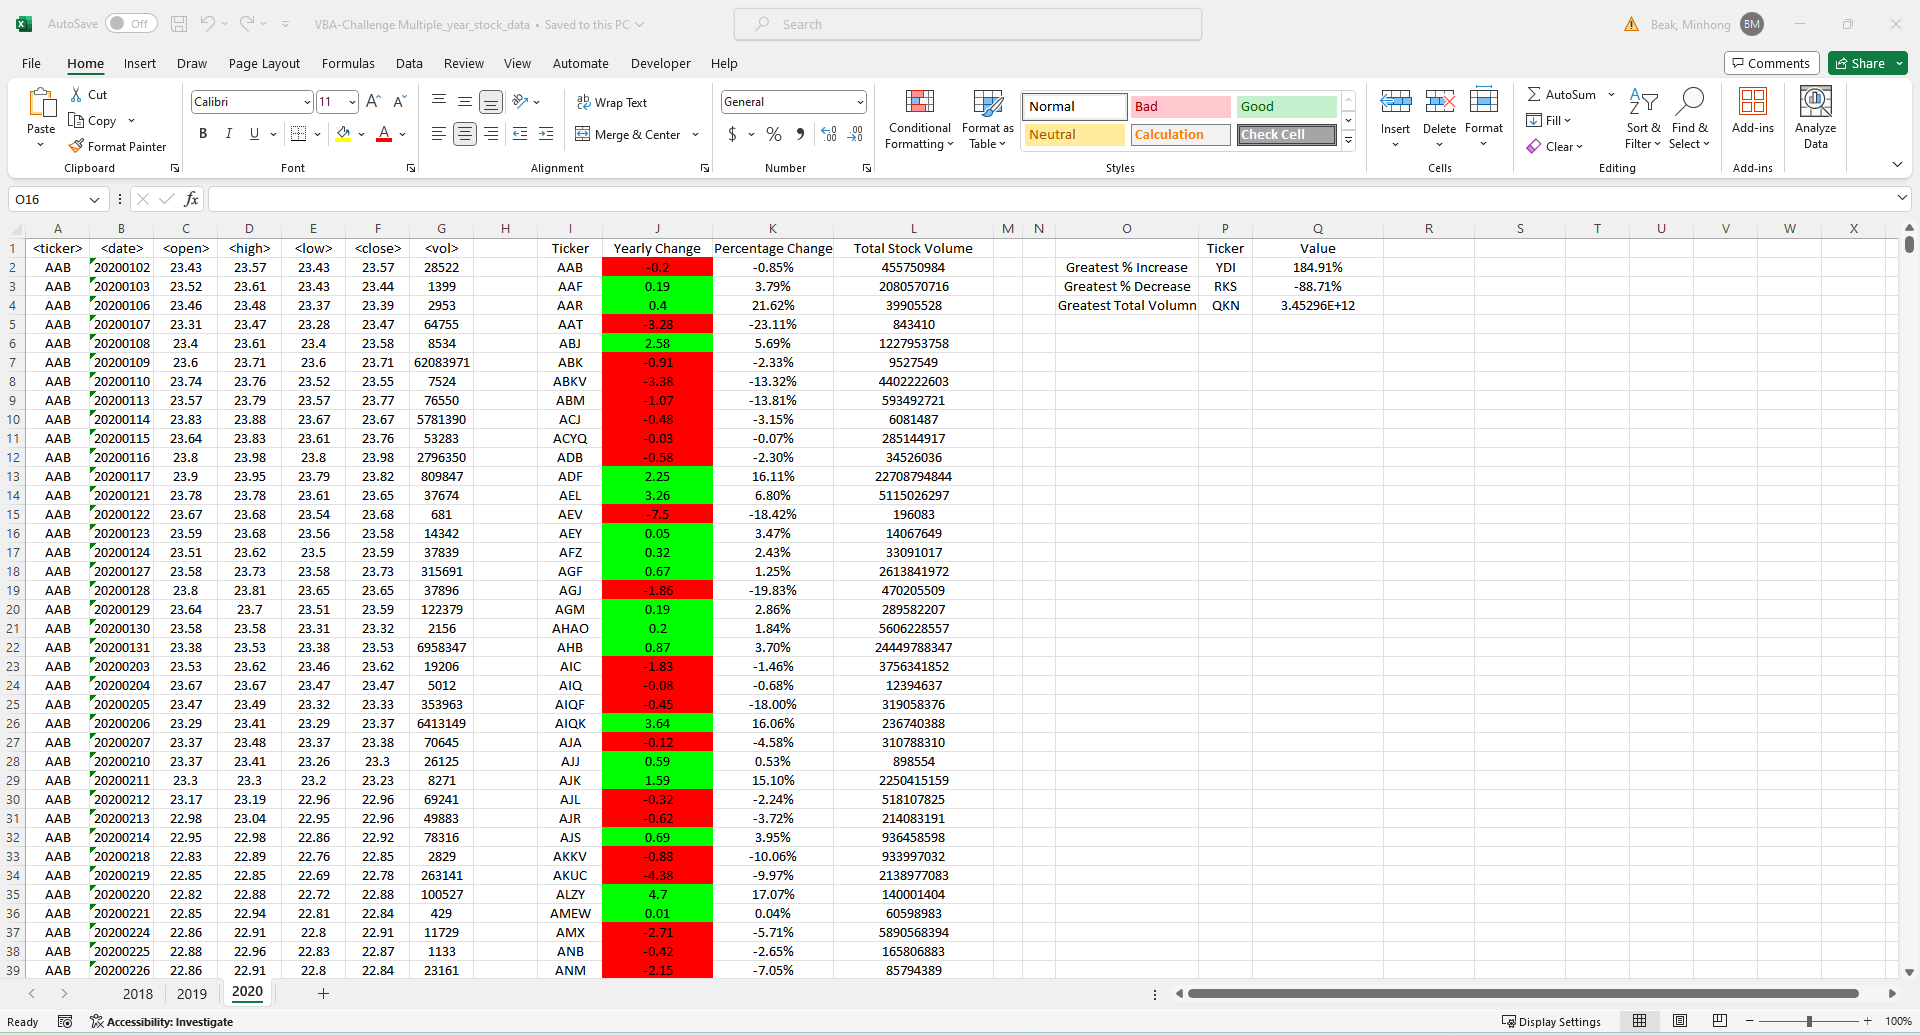 AutoSave Off VBA-Challenge Multiple_year_stock_data • Saved to this PC Search Beak, Minhong BM
File Home Insert Draw Page Layout Formulas Data Review View Automate Developer Help Comments Share
Paste Cut Copy Format Painter Clipboard
Calibri 11 B I U A Font
Wrap Text Merge & Center Alignment
General $ % Number
Conditional Formatting Format as Table Normal Bad Good Neutral Calculation Check Cell Styles
Insert Delete Format Cells
AutoSum Fill Clear Sort & Filter Find & Select Editing
Add-ins Add-ins
Analyze Data
O16 fx
A B C D E F G H I J K L M N O P Q R S T U V W X
1 <ticker> <date> <open> <high> <low> <close> <vol> Ticker Yearly Change Percentage Change Total Stock Volume Ticker Value
2 AAB 20200102 23.43 23.57 23.43 23.57 28522 AAB -0.2 -0.85% 455750984 Greatest % Increase YDI 184.91%
3 AAB 20200103 23.52 23.61 23.43 23.44 1399 AAF 0.19 3.79% 2080570716 Greatest % Decrease RKS -88.71%
4 AAB 20200106 23.46 23.48 23.37 23.39 2953 AAR 0.4 21.62% 39905528 Greatest Total Volumn QKN 3.45296E+12
5 AAB 20200107 23.31 23.47 23.28 23.47 64755 AAT -3.28 -23.11% 843410
6 AAB 20200108 23.4 23.61 23.4 23.58 8534 ABJ 2.58 5.69% 1227953758
7 AAB 20200109 23.6 23.71 23.6 23.71 62083971 ABK -0.91 -2.33% 9527549
8 AAB 20200110 23.74 23.76 23.52 23.55 7524 ABKV -3.38 -13.32% 4402222603
9 AAB 20200113 23.57 23.79 23.57 23.77 76550 ABM -1.07 -13.81% 593492721
10 AAB 20200114 23.83 23.88 23.67 23.67 5781390 ACJ -0.48 -3.15% 6081487
11 AAB 20200115 23.64 23.83 23.61 23.76 53283 ACYQ -0.03 -0.07% 285144917
12 AAB 20200116 23.8 23.98 23.8 23.98 2796350 ADB -0.58 -2.30% 34526036
13 AAB 20200117 23.9 23.95 23.79 23.82 809847 ADF 2.25 16.11% 22708794844
14 AAB 20200121 23.78 23.78 23.61 23.65 37674 AEL 3.26 6.80% 5115026297
15 AAB 20200122 23.67 23.68 23.54 23.68 681 AEV -7.5 -18.42% 196083
16 AAB 20200123 23.59 23.68 23.56 23.58 14342 AEY 0.05 3.47% 14067649
17 AAB 20200124 23.51 23.62 23.5 23.59 37839 AFZ 0.32 2.43% 33091017
18 AAB 20200127 23.58 23.73 23.58 23.73 315691 AGF 0.67 1.25% 2613841972
19 AAB 20200128 23.8 23.81 23.65 23.65 37896 AGJ -1.86 -19.83% 470205509
20 AAB 20200129 23.64 23.7 23.51 23.59 122379 AGM 0.19 2.86% 289582207
21 AAB 20200130 23.58 23.58 23.31 23.32 2156 AHAO 0.2 1.84% 5606228557
22 AAB 20200131 23.38 23.53 23.38 23.53 6958347 AHB 0.87 3.70% 24449788347
23 AAB 20200203 23.53 23.62 23.46 23.62 19206 AIC -1.83 -1.46% 3756341852
24 AAB 20200204 23.67 23.67 23.47 23.47 5012 AIQ -0.08 -0.68% 12394637
25 AAB 20200205 23.47 23.49 23.32 23.33 353963 AIQF -0.45 -18.00% 319058376
26 AAB 20200206 23.29 23.41 23.29 23.37 6413149 AIQK 3.64 16.06% 236740388
27 AAB 20200207 23.37 23.48 23.37 23.38 70645 AJA -0.12 -4.58% 310788310
28 AAB 20200210 23.37 23.41 23.26 23.3 26125 AJJ 0.59 0.53% 898554
29 AAB 20200211 23.3 23.3 23.2 23.23 8271 AJK 1.59 15.10% 2250415159
30 AAB 20200212 23.17 23.19 22.96 22.96 69241 AJL -0.32 -2.24% 518107825
31 AAB 20200213 22.98 23.04 22.95 22.96 49883 AJR -0.62 -3.72% 214083191
32 AAB 20200214 22.95 22.98 22.86 22.92 78316 AJS 0.69 3.95% 936458598
33 AAB 20200218 22.83 22.89 22.76 22.85 2829 AKKV -0.88 -10.06% 933997032
34 AAB 20200219 22.85 22.85 22.69 22.78 263141 AKUC -4.38 -9.97% 2138977083
35 AAB 20200220 22.82 22.88 22.72 22.88 100527 ALZY 4.7 17.07% 140001404
36 AAB 20200221 22.85 22.94 22.81 22.84 429 AMEW 0.01 0.04% 60598983
37 AAB 20200224 22.86 22.91 22.8 22.91 11729 AMX -2.71 -5.71% 5890568394
38 AAB 20200225 22.88 22.96 22.83 22.87 1133 ANB -0.42 -2.65% 165806883
39 AAB 20200226 22.86 22.91 22.8 22.84 23161 ANM -2.15 -7.05% 85794389
2018 2019 2020
Ready Accessibility: Investigate Display Settings 100%